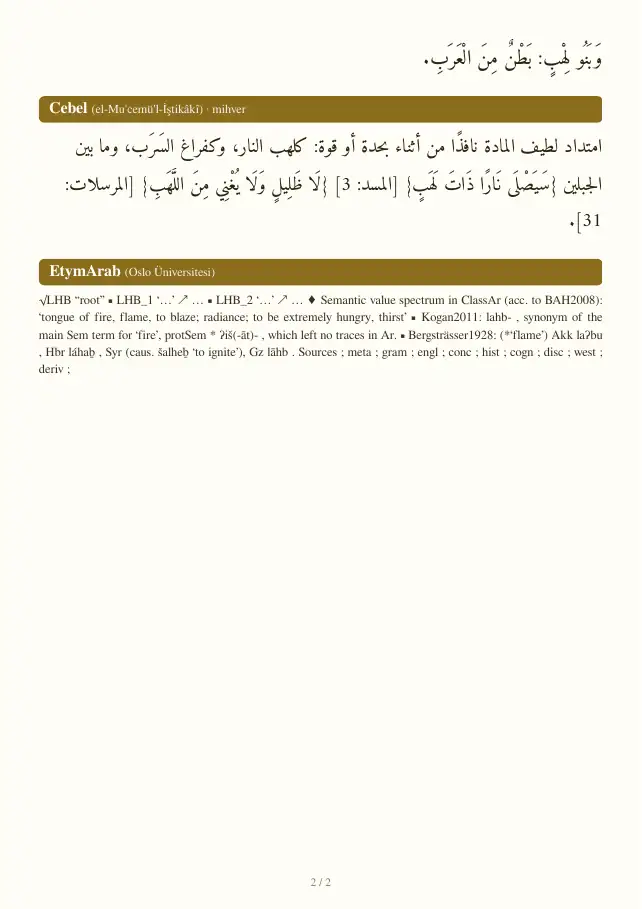 وَبَنُو لِهْبٍ: بَطْنٌ مِنَ الْعَرَبِ.
Cebel (el-Mu'cemü'l-İştikâkî) · mihver
امتداد لطيف المادة نافذًا من أثناء بحدة أو قوة: كلهب النار، وكفراغ السَرَب، وما بين
الجبلين {سَيَصْلَى نَارًا ذَاتَ لَهَبٍ} [المسد: 3] {لَا ظَلِيلٍ وَلَا يُغْنِي مِنَ اللَّهَبِ} [المرسلات:
31].
EtymArab (Oslo Üniversitesi)
√LHB “root” ▪ LHB_1 ‘…’ ↗ … ▪ LHB_2 ‘…’ ↗ … ♦ Semantic value spectrum in ClassAr (acc. to BAH2008):
‘tongue of fire, flame, to blaze; radiance; to be extremely hungry, thirst’ ▪ Kogan2011: lahb- , synonym of the
main Sem term for ‘fire’, protSem * ʔiš(-āt)- , which left no traces in Ar. ▪ Bergsträsser1928: (*‘flame’) Akk laʔbu
, Hbr láhaḇ , Syr (caus. šalheḇ ‘to ignite’), Gz lāhb . Sources ; meta ; gram ; engl ; conc ; hist ; cogn ; disc ; west ;
deriv ;
2 / 2